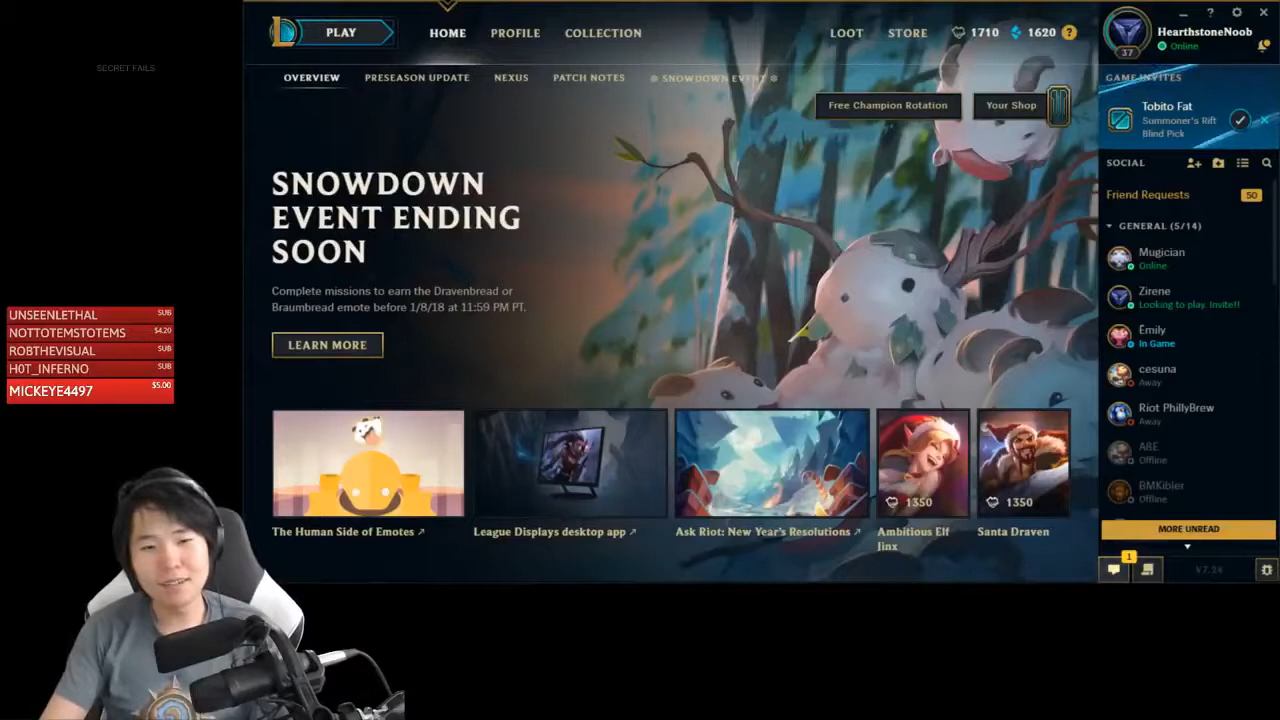 SECRET FAILS
UNSEENLETHAL SUB
NOTTOTEMSTOTEMS $4.20
ROBTHEVISUAL SUB
H0T_INFERNO SUB
MICKEYE4497 $5.00
PLAY
HOME
PROFILE
COLLECTION
LOOT
STORE
1710
1620
?
OVERVIEW
PRESEASON UPDATE
NEXUS
PATCH NOTES
SNOWDOWN EVENT
Free Champion Rotation
Your Shop
SNOWDOWN
EVENT ENDING
SOON
Complete missions to earn the Dravenbread or
Braumbread emote before 1/8/18 at 11:59 PM PT.
LEARN MORE
The Human Side of Emotes
League Displays desktop app
Ask Riot: New Year's Resolutions
1350
Ambitious Elf
Jinx
1350
Santa Draven
37
HearthstoneNoob
Online
GAME INVITES
Tobito Fat
Summoner's Rift
Blind Pick
SOCIAL
Friend Requests 50
GENERAL (5/14)
Mugician
Online
Zirene
Looking to play. Invite!!
Èmily
In Game
cesuna
Away
Riot PhillyBrew
Away
A8E
Offline
BMKibler
Offline
MORE UNREAD
1
V7.24